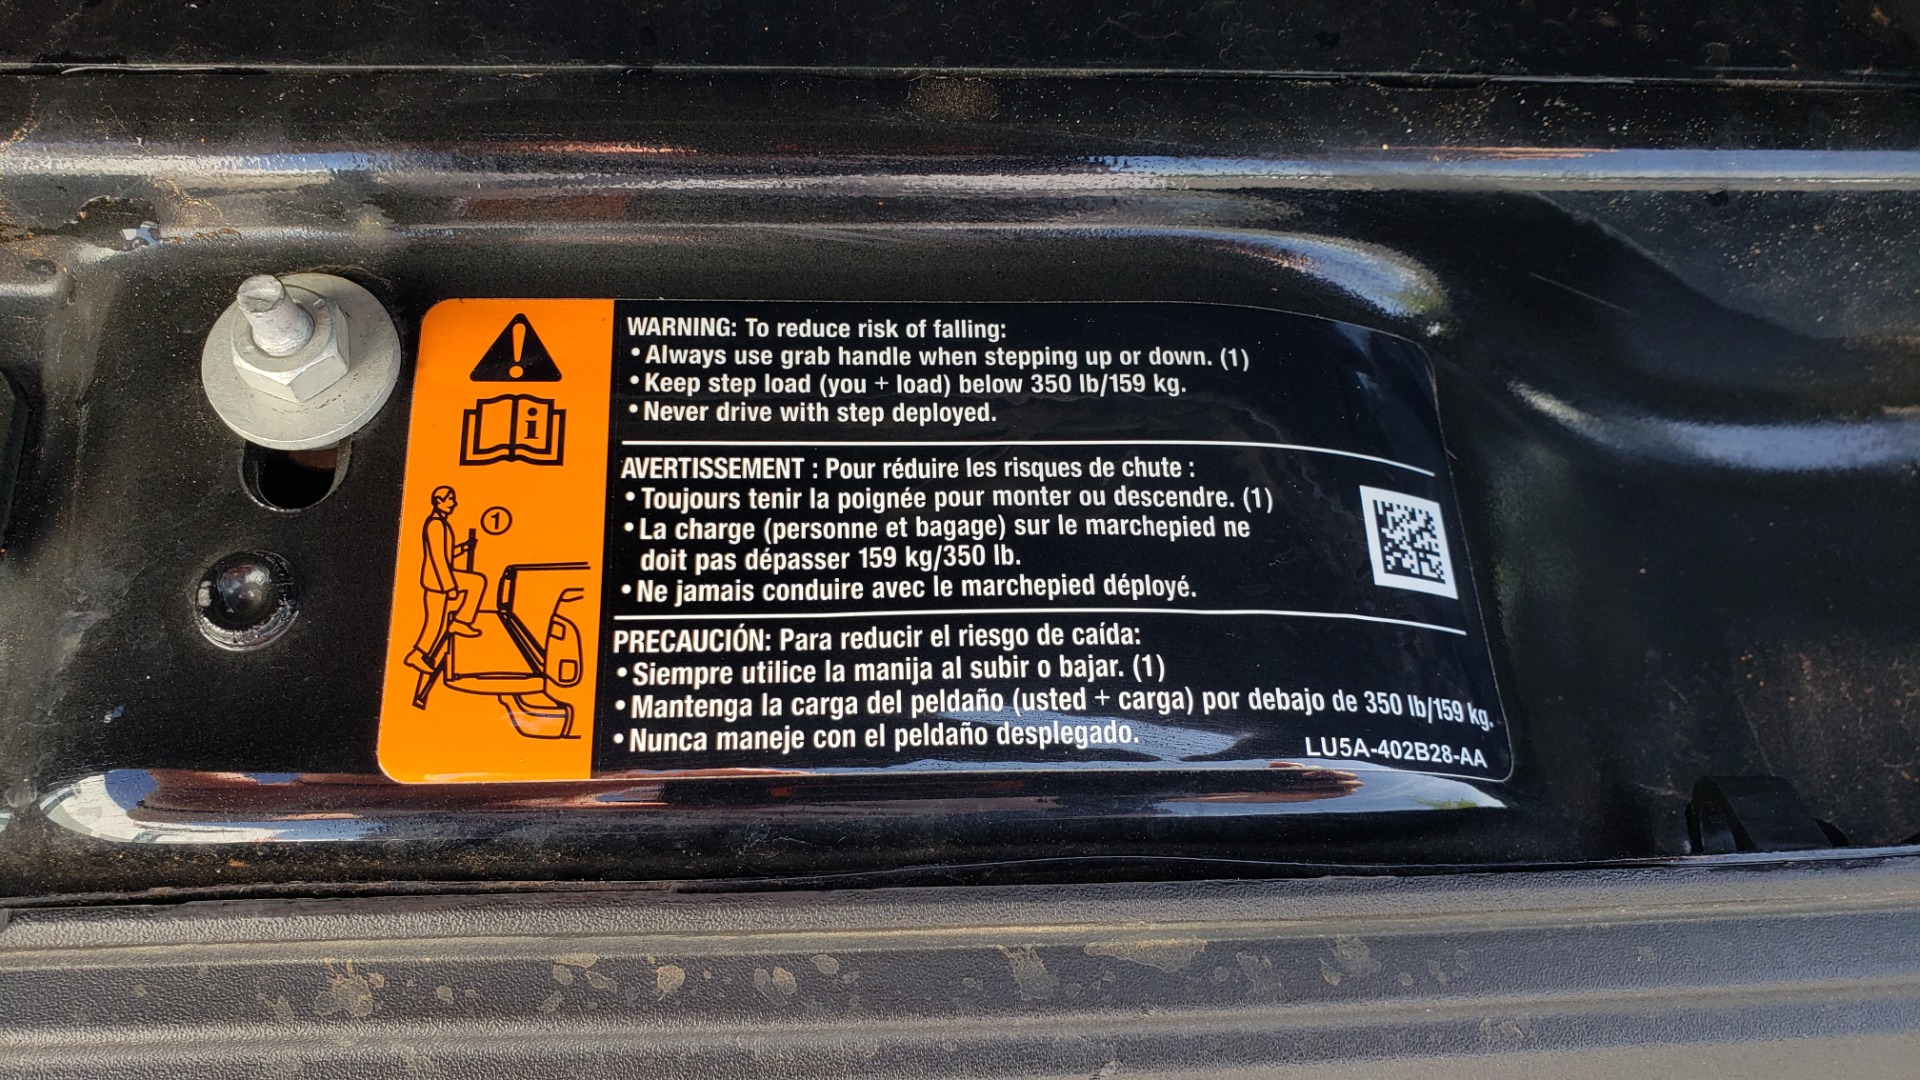 WARNING: To reduce risk of falling:
• Always use grab handle when stepping up or down. (1)
• Keep step load (you + load) below 350 lb/159 kg.
• Never drive with step deployed.
AVERTISSEMENT : Pour réduire les risques de chute :
• Toujours tenir la poignée pour monter ou descendre. (1)
• La charge (personne et bagage) sur le marchepied ne
doit pas dépasser 159 kg/350 lb.
• Ne jamais conduire avec le marchepied déployé.
PRECAUCIÓN: Para reducir el riesgo de caída:
• Siempre utilice la manija al subir o bajar. (1)
• Mantenga la carga del peldaño (usted + carga) por debajo de 350 lb/159 kg.
• Nunca maneje con el peldaño desplegado.
LU5A-402B28-AA
!
i
1